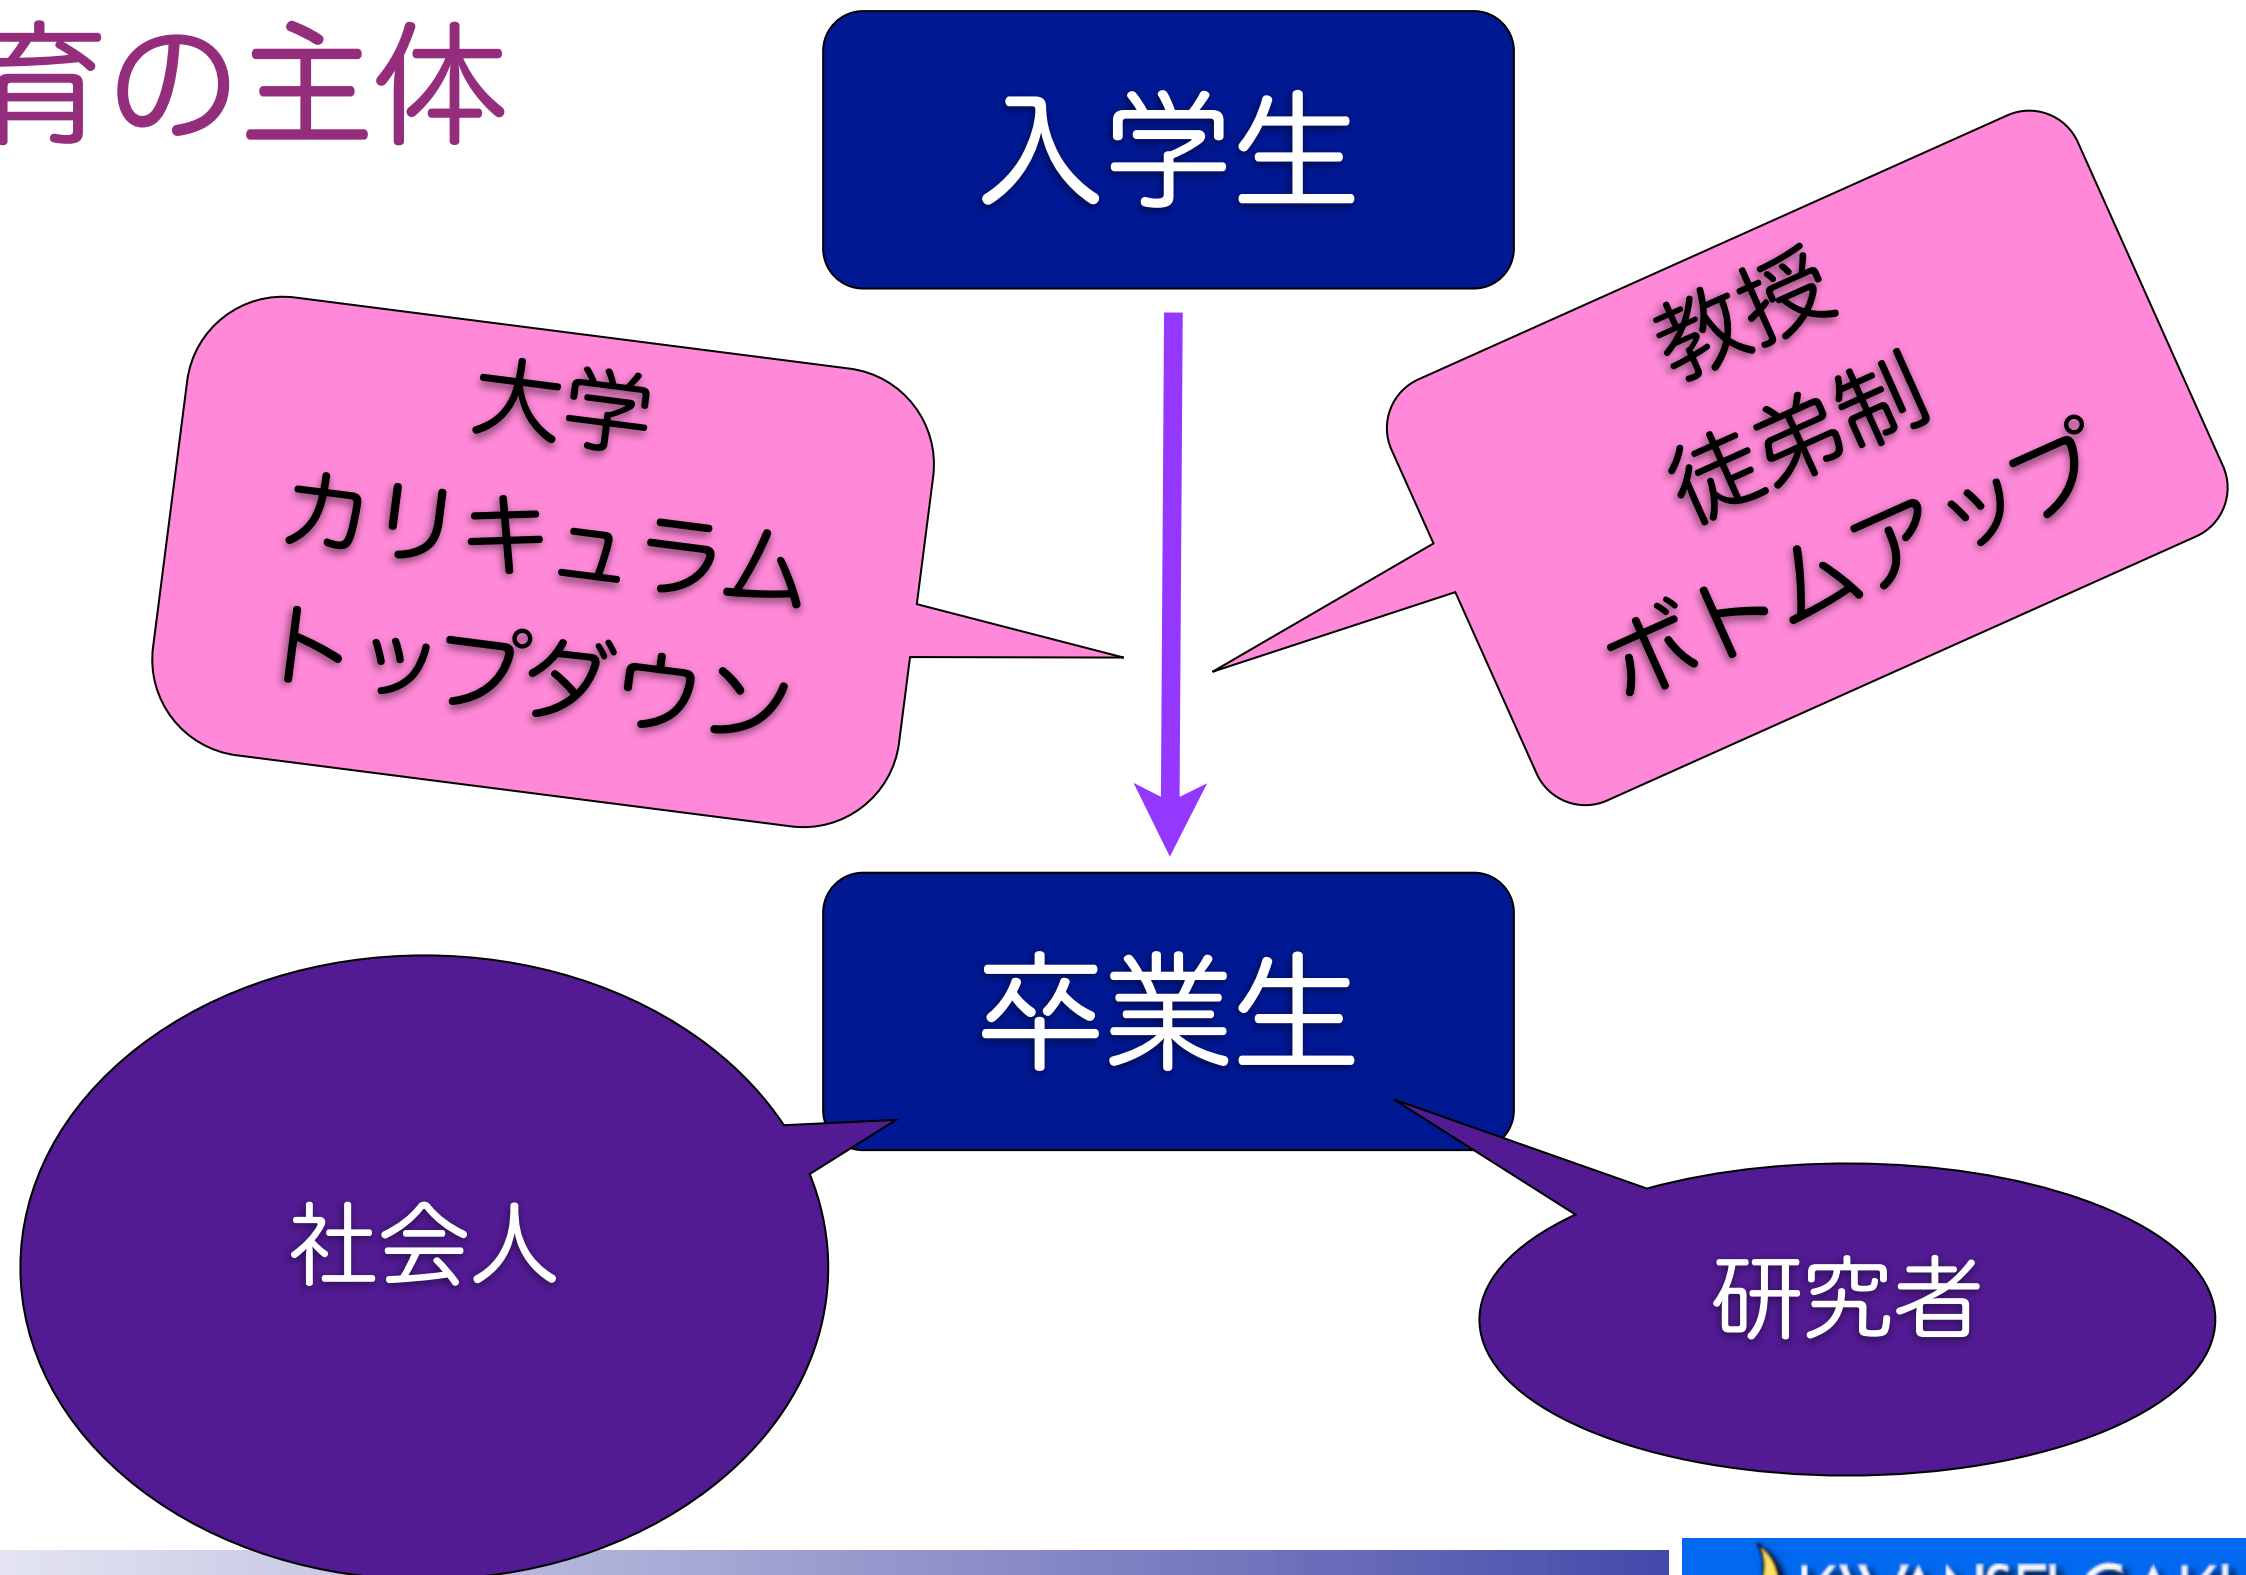 育の主体
入学生
大学
カリキュラム
トップダウン
教授
徒弟制
ボトムアップ
卒業生
社会人
研究者
KWANSEI GAKU